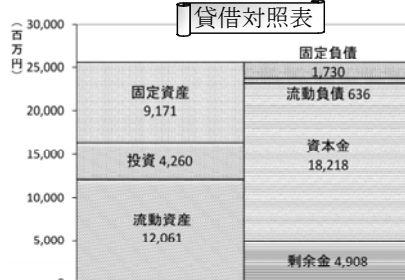 貸借対照表
（百万円）
30,000
25,000
20,000
15,000
10,000
5,000
固定資産
9,171
投資 4,260
流動資産
12,061
固定負債
1,730
流動負債 636
資本金
18,218
剰余金 4,908